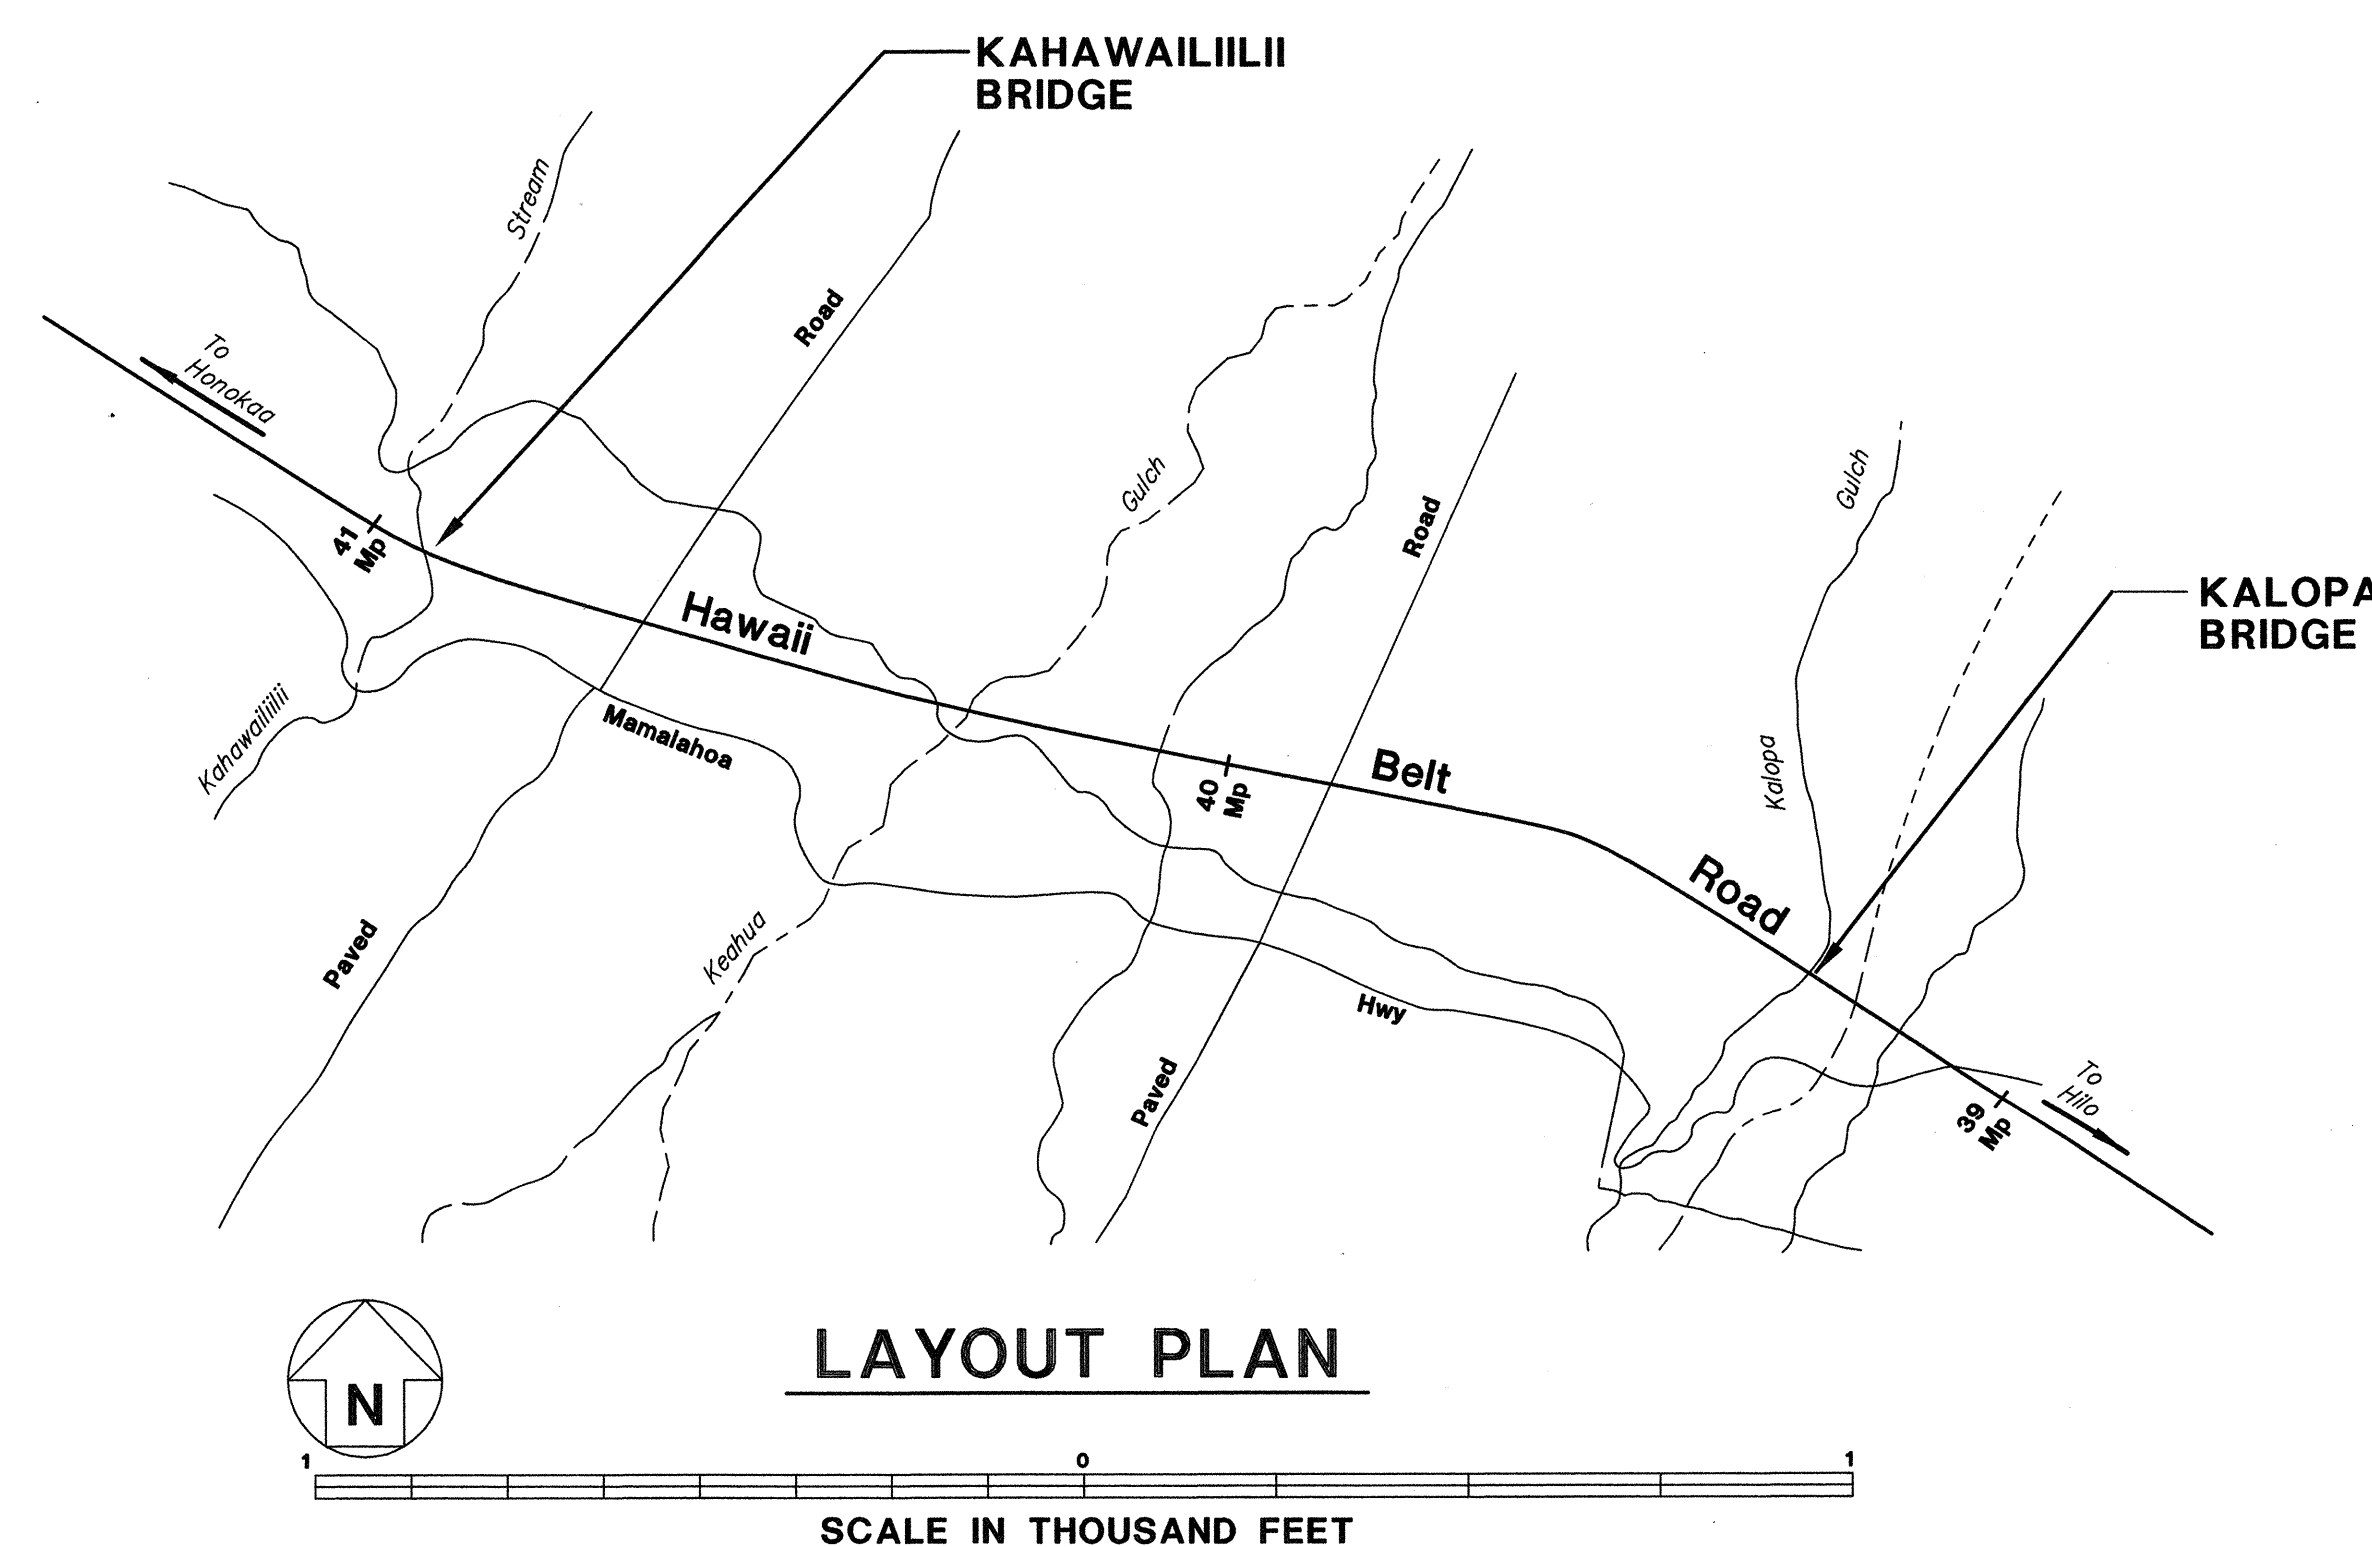 KAHAWAILIILII
BRIDGE
Stream
Road
To
Honokaa
Gulch
Gulch
Road
41
Mp
KALOPA
BRIDGE
Hawaii
Kahawailiilii
Mamalahoa
Kalopa
Belt
40
Mp
Road
Keahua
Paved
Hwy
Paved
39
Mp
To
Hilo
LAYOUT PLAN
N
1 0 1
SCALE IN THOUSAND FEET